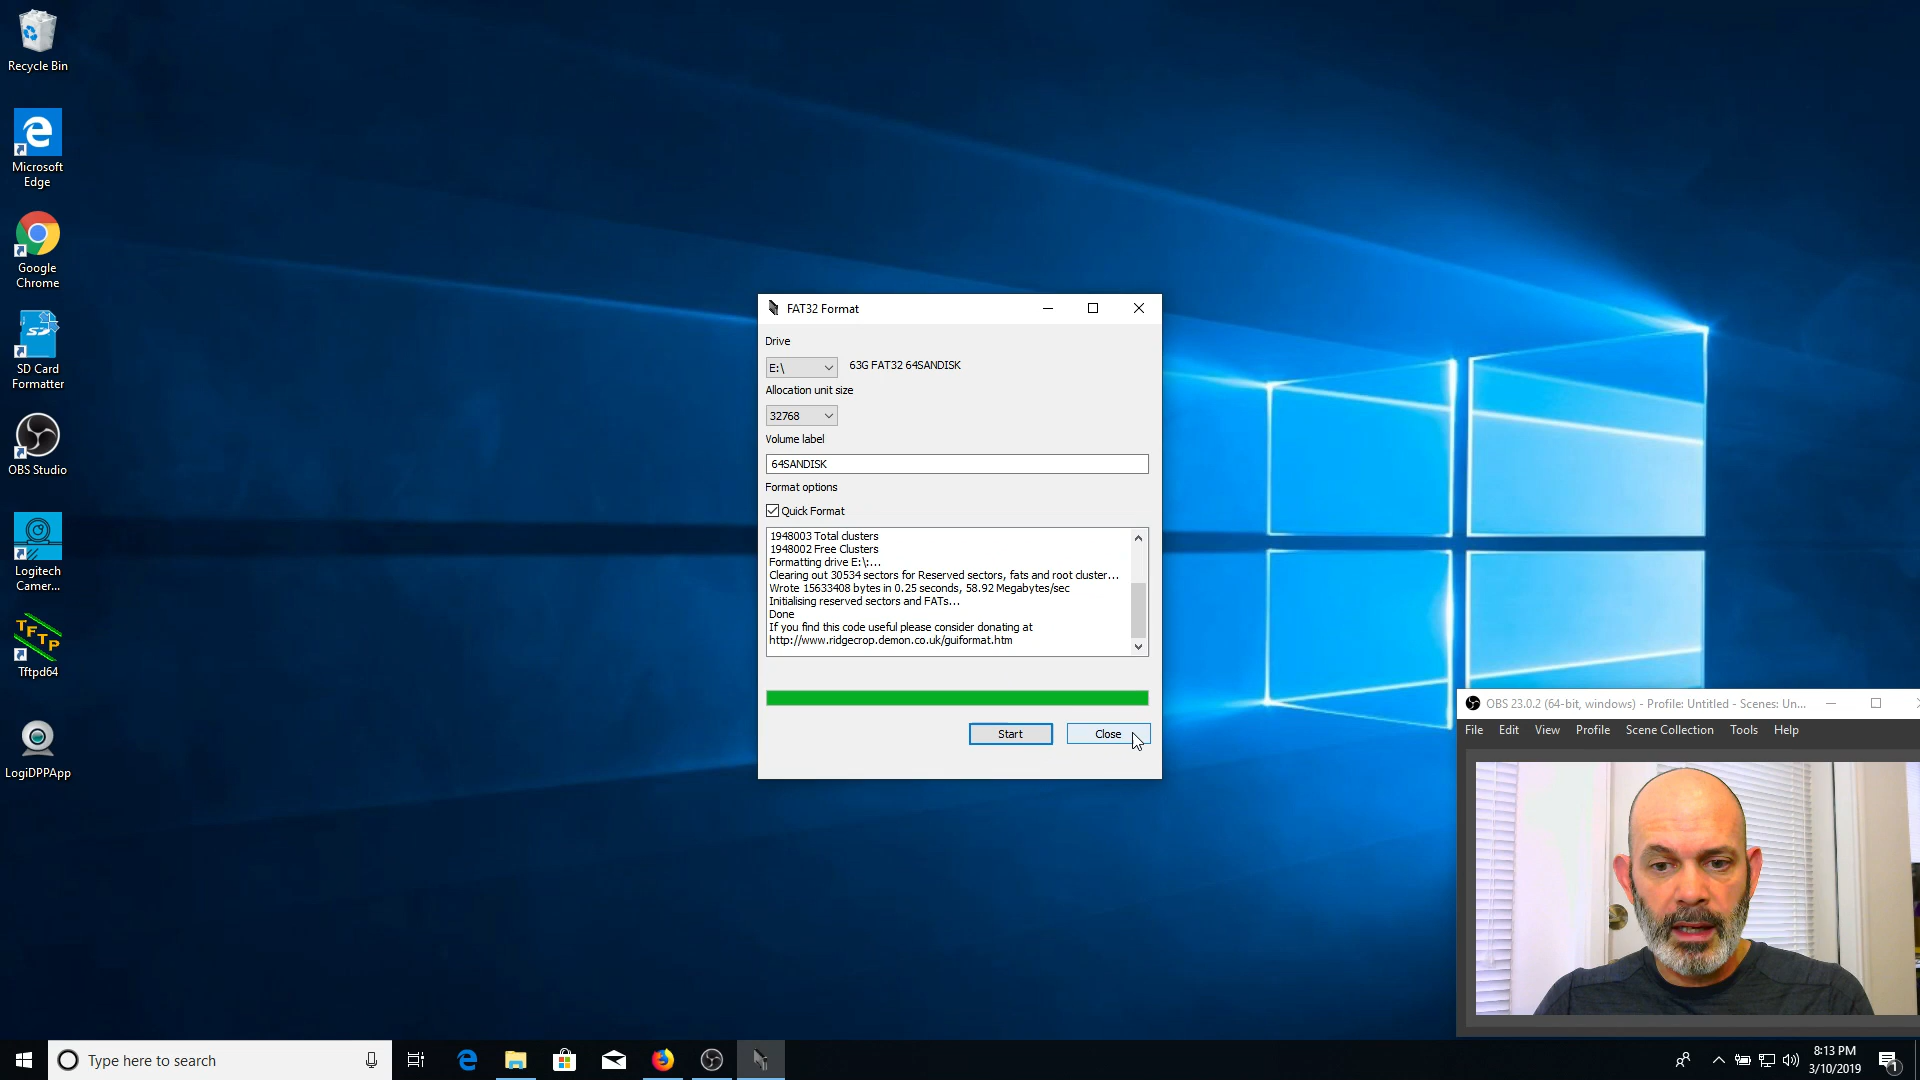 Recycle Bin
Microsoft
Edge
Google
Chrome
SD Card
Formatter
OBS Studio
Logitech
Camer...
TFTP
Tftpd64
LogiDPPApp
FAT32 Format
Drive
E:\
63G FAT32 64SANDISK
Allocation unit size
32768
Volume label
64SANDISK
Format options
Quick Format
1948003 Total clusters
1948002 Free Clusters
Formatting drive E:\:...
Clearing out 30534 sectors for Reserved sectors, fats and root cluster...
Wrote 15633408 bytes in 0.25 seconds, 58.92 Megabytes/sec
Initialising reserved sectors and FATs...
Done
If you find this code useful please consider donating at
http://www.ridgecrop.demon.co.uk/guiformat.htm
Start
Close
OBS 23.0.2 (64-bit, windows) - Profile: Untitled - Scenes: Un...
File Edit View Profile Scene Collection Tools Help
Type here to search
8:13 PM
3/10/2019
1